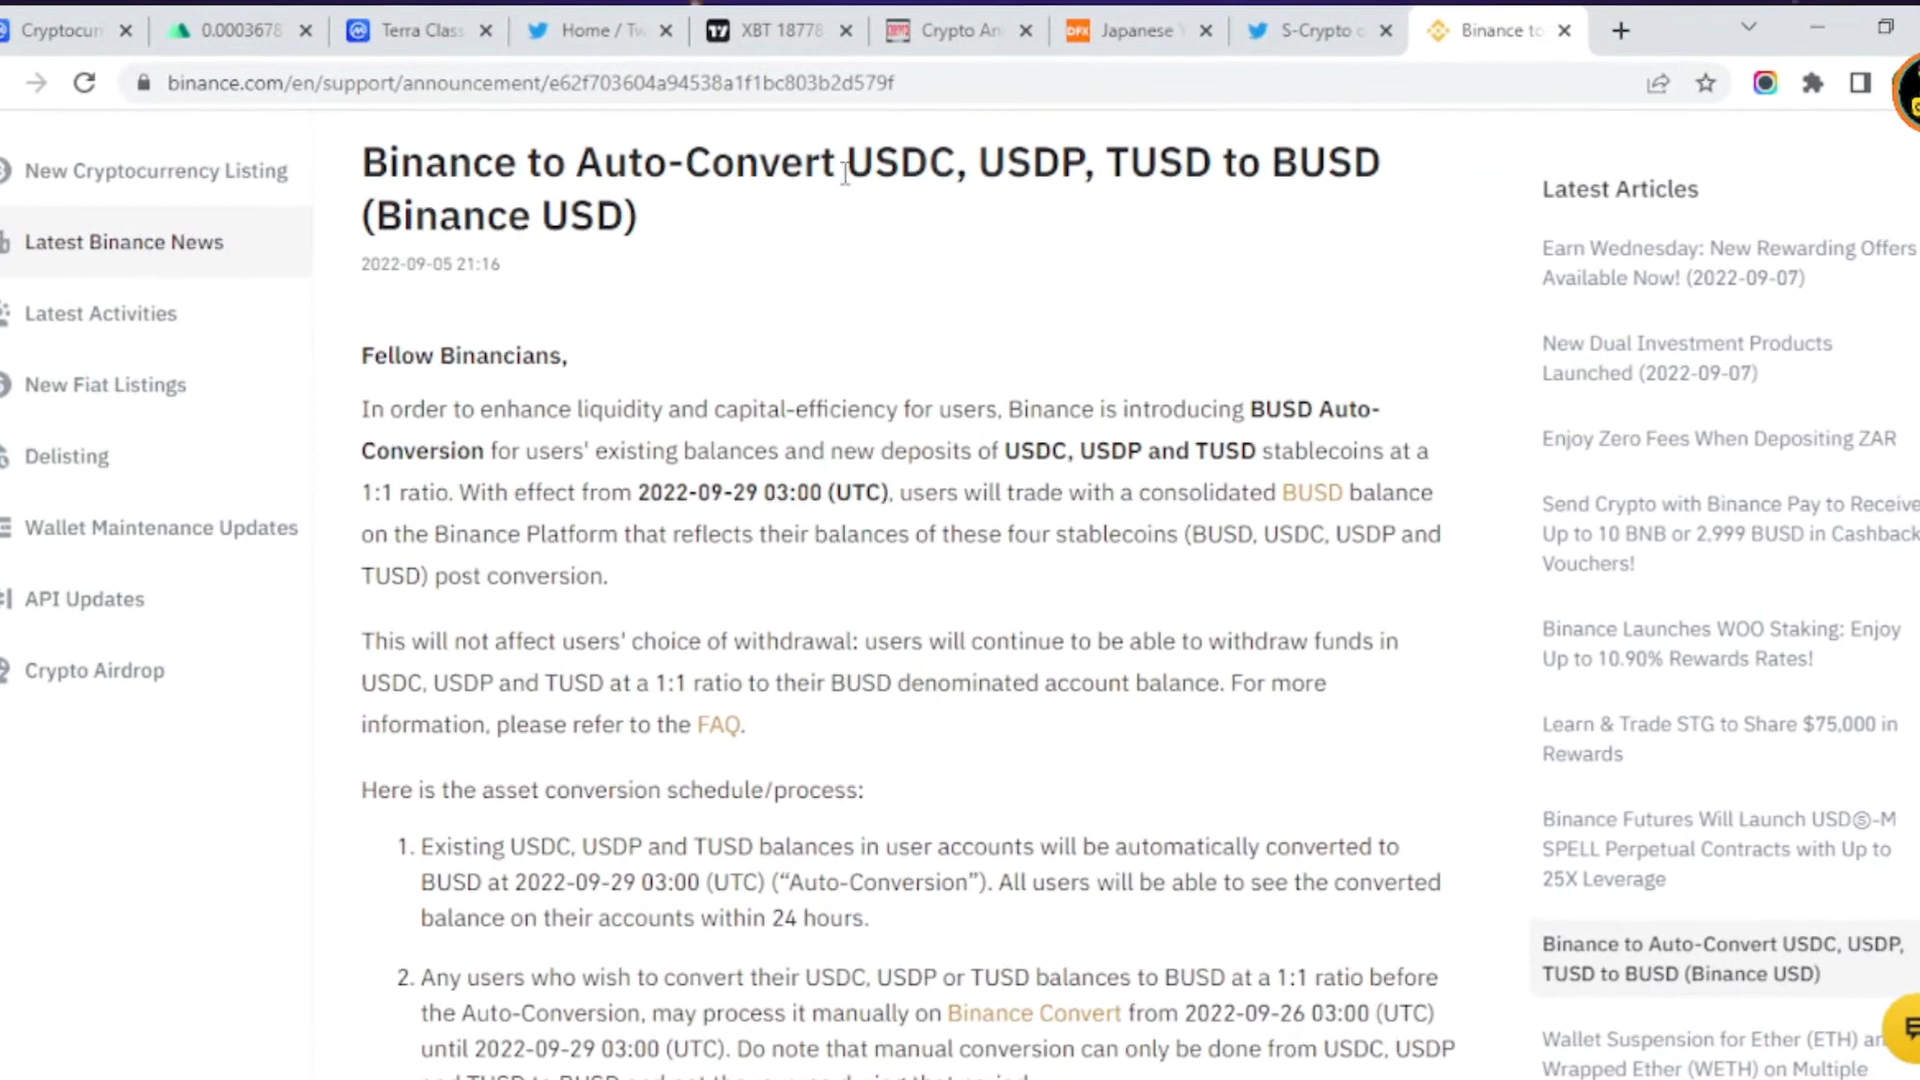 Cryptocurr
0.0003678
Terra Class
Home / Tw
XBT 18778
Crypto An
Japanese Y
S-Crypto c
Binance to
binance.com/en/support/announcement/e62f703604a94538a1f1bc803b2d579f
New Cryptocurrency Listing
Latest Binance News
Latest Activities
New Fiat Listings
Delisting
Wallet Maintenance Updates
API Updates
Crypto Airdrop
Binance to Auto-Convert USDC, USDP, TUSD to BUSD
(Binance USD)
2022-09-05 21:16
Fellow Binancians,
In order to enhance liquidity and capital-efficiency for users, Binance is introducing BUSD Auto-
Conversion for users' existing balances and new deposits of USDC, USDP and TUSD stablecoins at a
1:1 ratio. With effect from 2022-09-29 03:00 (UTC), users will trade with a consolidated BUSD balance
on the Binance Platform that reflects their balances of these four stablecoins (BUSD, USDC, USDP and
TUSD) post conversion.
This will not affect users' choice of withdrawal: users will continue to be able to withdraw funds in
USDC, USDP and TUSD at a 1:1 ratio to their BUSD denominated account balance. For more
information, please refer to the FAQ.
Here is the asset conversion schedule/process:
1. Existing USDC, USDP and TUSD balances in user accounts will be automatically converted to
BUSD at 2022-09-29 03:00 (UTC) (“Auto-Conversion”). All users will be able to see the converted
balance on their accounts within 24 hours.
2. Any users who wish to convert their USDC, USDP or TUSD balances to BUSD at a 1:1 ratio before
the Auto-Conversion, may process it manually on Binance Convert from 2022-09-26 03:00 (UTC)
until 2022-09-29 03:00 (UTC). Do note that manual conversion can only be done from USDC, USDP
Latest Articles
Earn Wednesday: New Rewarding Offers
Available Now! (2022-09-07)
New Dual Investment Products
Launched (2022-09-07)
Enjoy Zero Fees When Depositing ZAR
Send Crypto with Binance Pay to Receive
Up to 10 BNB or 2,999 BUSD in Cashback
Vouchers!
Binance Launches WOO Staking: Enjoy
Up to 10.90% Rewards Rates!
Learn & Trade STG to Share $75,000 in
Rewards
Binance Futures Will Launch USDⓈ-M
SPELL Perpetual Contracts with Up to
25X Leverage
Binance to Auto-Convert USDC, USDP,
TUSD to BUSD (Binance USD)
Wallet Suspension for Ether (ETH) an
Wrapped Ether (WETH) on Multiple